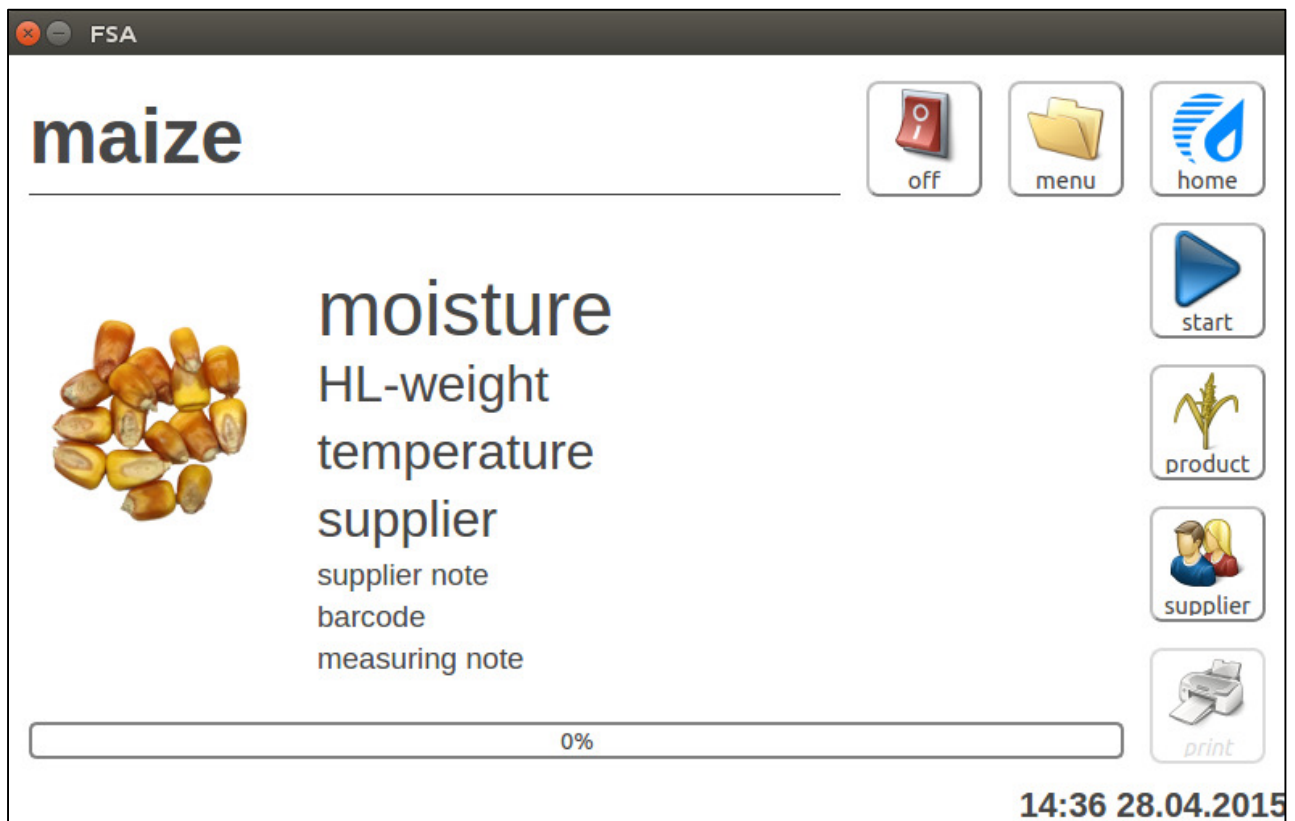 FSA
maize
off
menu
home
start
moisture
HL-weight
temperature
supplier
supplier note
barcode
measuring note
product
supplier
0%
print
14:36 28.04.2015